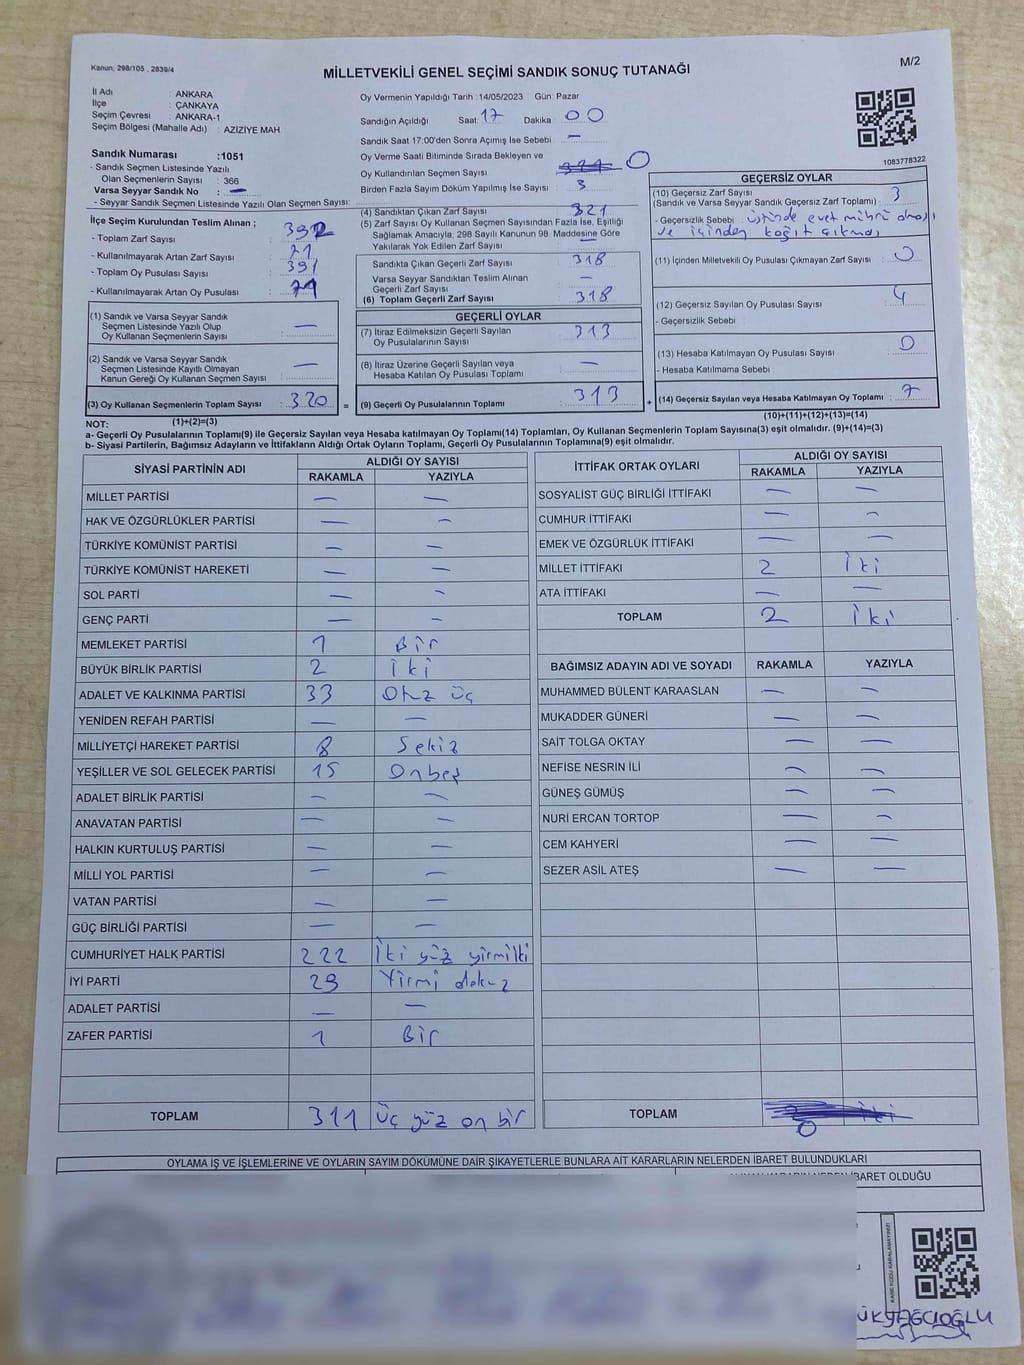 Kanun; 298/105 , 2839/4
MİLLETVEKİLİ GENEL SEÇİMİ SANDIK SONUÇ TUTANAĞI
M/2
İl Adı : ANKARA
İlçe : ÇANKAYA
Seçim Çevresi : ANKARA-1
Seçim Bölgesi (Mahalle Adı) : AZİZİYE MAH
Sandık Numarası :1051
- Sandık Seçmen Listesinde Yazılı
Olan Seçmenlerin Sayısı : 366
Varsa Seyyar Sandık No : —
- Seyyar Sandık Seçmen Listesinde Yazılı Olan Seçmen Sayısı:
İlçe Seçim Kurulundan Teslim Alınan ;
- Toplam Zarf Sayısı : 392
- Kullanılmayarak Artan Zarf Sayısı : 71
- Toplam Oy Pusulası Sayısı : 391
- Kullanılmayarak Artan Oy Pusulası : 71
(1) Sandık ve Varsa Seyyar Sandık
Seçmen Listesinde Yazılı Olup
Oy Kullanan Seçmenlerin Sayısı : —
(2) Sandık ve Varsa Seyyar Sandık
Seçmen Listesinde Kayıtlı Olmayan
Kanun Gereği Oy Kullanan Seçmen Sayısı : —
(3) Oy Kullanan Seçmenlerin Toplam Sayısı : 320 =
(1)+(2)=(3)
Oy Vermenin Yapıldığı Tarih :14/05/2023 Gün: Pazar
Sandığın Açıldığı Saat: 17 Dakika : 00
Sandık Saat 17:00'den Sonra Açımış İse Sebebi : —
Oy Verme Saati Bitiminde Sırada Bekleyen ve
Oy Kullandırılan Seçmen Sayısı : 0
Birden Fazla Sayım Döküm Yapılmış İse Sayısı : 3
(4) Sandıktan Çıkan Zarf Sayısı : 321
(5) Zarf Sayısı Oy Kullanan Seçmen Sayısından Fazla İse, Eşitliği
Sağlamak Amacıyla, 298 Sayılı Kanunun 98 Maddesine Göre
Yakılarak Yok Edilen Zarf Sayısı : —
Sandıkta Çıkan Geçerli Zarf Sayısı : 318
Varsa Seyyar Sandıktan Teslim Alınan
Geçerli Zarf Sayısı : —
(6) Toplam Geçerli Zarf Sayısı : 318
GEÇERLİ OYLAR
(7) İtiraz Edilmeksizin Geçerli Sayılan
Oy Pusulalarının Sayısı : 313
(8) İtiraz Üzerine Geçerli Sayılan veya
Hesaba Katılan Oy Pusulası Toplamı : —
(9) Geçerli Oy Pusulalarının Toplamı : 313 +
1083778322
GEÇERSİZ OYLAR
(10) Geçersiz Zarf Sayısı : 3
(Sandık ve Varsa Seyyar Sandık Geçersiz Zarf Toplamı)
- Geçersizlik Sebebi : üstünde evet mührü olması
ve içinden kağıt çıkması
(11) İçinden Milletvekili Oy Pusulası Çıkmayan Zarf Sayısı : 0
(12) Geçersiz Sayılan Oy Pusulası Sayısı : 4
- Geçersizlik Sebebi :
(13) Hesaba Katılmayan Oy Pusulası Sayısı : 0
- Hesaba Katılmama Sebebi :
(14) Geçersiz Sayılan veya Hesaba Katılmayan Oy Toplamı : 7
(10)+(11)+(12)+(13)=(14)
NOT:
a- Geçerli Oy Pusulalarının Toplamı(9) ile Geçersiz Sayılan veya Hesaba katılmayan Oy Toplamı(14) Toplamları, Oy Kullanan Seçmenlerin Toplam Sayısına(3) eşit olmalıdır. (9)+(14)=(3)
b- Siyasi Partilerin, Bağımsız Adayların ve İttifakların Aldığı Ortak Oyların Toplamı, Geçerli Oy Pusulalarının Toplamına(9) eşit olmalıdır.
SİYASİ PARTİNİN ADI ALDIĞI OY SAYISI
RAKAMLA YAZIYLA
MİLLET PARTİSİ — —
HAK VE ÖZGÜRLÜKLER PARTİSİ — —
TÜRKİYE KOMÜNİST PARTİSİ — —
TÜRKİYE KOMÜNİST HAREKETİ — —
SOL PARTİ — —
GENÇ PARTİ — —
MEMLEKET PARTİSİ 1 Bir
BÜYÜK BİRLİK PARTİSİ 2 iki
ADALET VE KALKINMA PARTİSİ 33 Otuz üç
YENİDEN REFAH PARTİSİ — —
MİLLİYETÇİ HAREKET PARTİSİ 8 Sekiz
YEŞİLLER VE SOL GELECEK PARTİSİ 15 Onbeş
ADALET BİRLİK PARTİSİ — —
ANAVATAN PARTİSİ — —
HALKIN KURTULUŞ PARTİSİ — —
MİLLİ YOL PARTİSİ — —
VATAN PARTİSİ — —
GÜÇ BİRLİĞİ PARTİSİ — —
CUMHURİYET HALK PARTİSİ 222 İki yüz yirmiİki
İYİ PARTİ 29 Yirmi dokuz
ADALET PARTİSİ — —
ZAFER PARTİSİ 1 Bir
TOPLAM 311 üç yüz on bir
İTTİFAK ORTAK OYLARI ALDIĞI OY SAYISI
RAKAMLA YAZIYLA
SOSYALİST GÜÇ BİRLİĞİ İTTİFAKI — —
CUMHUR İTTİFAKI — —
EMEK VE ÖZGÜRLÜK İTTİFAKI — —
MİLLET İTTİFAKI 2 İki
ATA İTTİFAKI — —
TOPLAM 2 İki
BAĞIMSIZ ADAYIN ADI VE SOYADI RAKAMLA YAZIYLA
MUHAMMED BÜLENT KARAASLAN — —
MUKADDER GÜNERİ — —
SAİT TOLGA OKTAY — —
NEFİSE NESRİN İLİ — —
GÜNEŞ GÜMÜŞ — —
NURİ ERCAN TORTOP — —
CEM KAHYERİ — —
SEZER ASİL ATEŞ — —
TOPLAM 2 iki
0
OYLAMA İŞ VE İŞLEMLERİNE VE OYLARIN SAYIM DÖKÜMÜNE DAİR ŞİKAYETLERLE BUNLARA AİT KARARLARIN NELERDEN İBARET BULUNDUKLARI
İBARET OLDUĞU